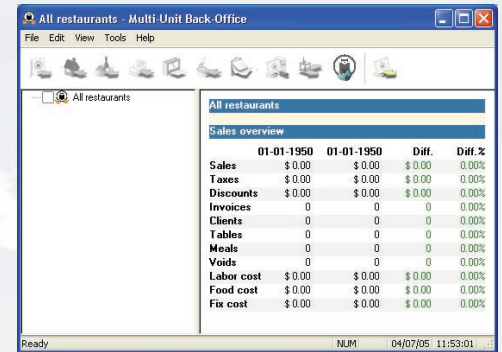 All restaurants - Multi-Unit Back-Office
File Edit View Tools Help
All restaurants
All restaurants
Sales overview
01-01-1950 01-01-1950 Diff. Diff.%
Sales $ 0.00 $ 0.00 $ 0.00 0.00%
Taxes $ 0.00 $ 0.00 $ 0.00 0.00%
Discounts $ 0.00 $ 0.00 $ 0.00 0.00%
Invoices 0 0 0 0.00%
Clients 0 0 0 0.00%
Tables 0 0 0 0.00%
Meals 0 0 0 0.00%
Voids 0 0 0 0.00%
Labor cost $ 0.00 $ 0.00 $ 0.00 0.00%
Food cost $ 0.00 $ 0.00 $ 0.00 0.00%
Fix cost $ 0.00 $ 0.00 $ 0.00 0.00%
Ready NUM 04/07/05 11:53:01